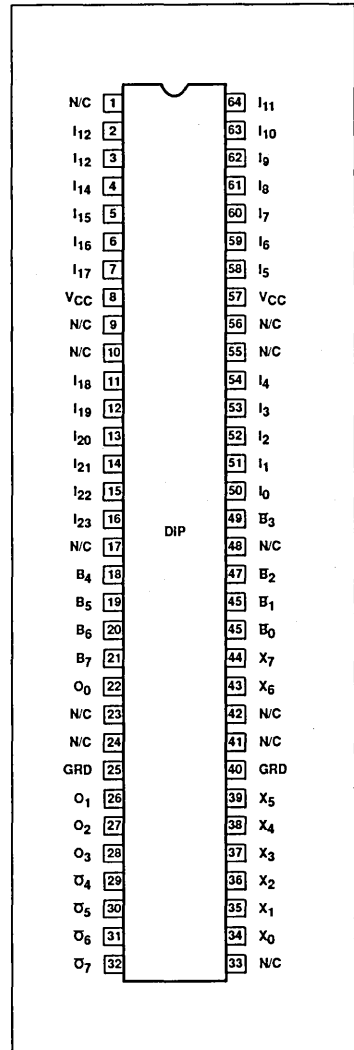 N/C 1 64 I11
I12 2 63 I10
I12 3 62 I9
I14 4 61 I8
I15 5 60 I7
I16 6 59 I6
I17 7 58 I5
VCC 8 57 VCC
N/C 9 56 N/C
N/C 10 55 N/C
I18 11 54 I4
I19 12 53 I3
I20 13 52 I2
I21 14 51 I1
I22 15 50 I0
I23 16 49 B̅3
DIP
N/C 17 48 N/C
B4 18 47 B̅2
B5 19 45 B̅1
B6 20 45 B̅0
B7 21 44 X7
O0 22 43 X6
N/C 23 42 N/C
N/C 24 41 N/C
GRD 25 40 GRD
O1 26 39 X5
O2 27 38 X4
O3 28 37 X3
O̅4 29 36 X2
O̅5 30 35 X1
O̅6 31 34 X0
O̅7 32 33 N/C